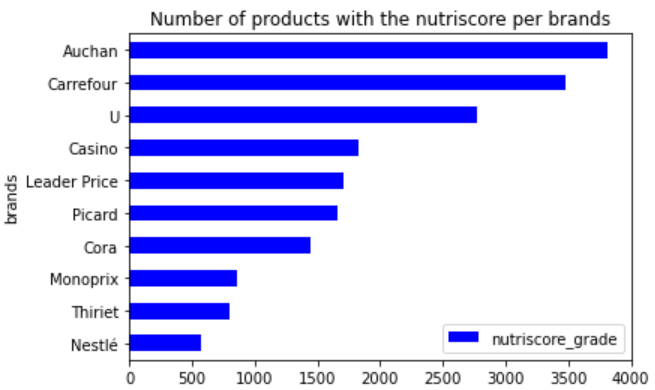 Number of products with the nutriscore per brands
Auchan
Carrefour
U
Casino
Leader Price
Picard
Cora
Monoprix
Thiriet
Nestlé
brands
nutriscore_grade
0 500 1000 1500 2000 2500 3000 3500 4000